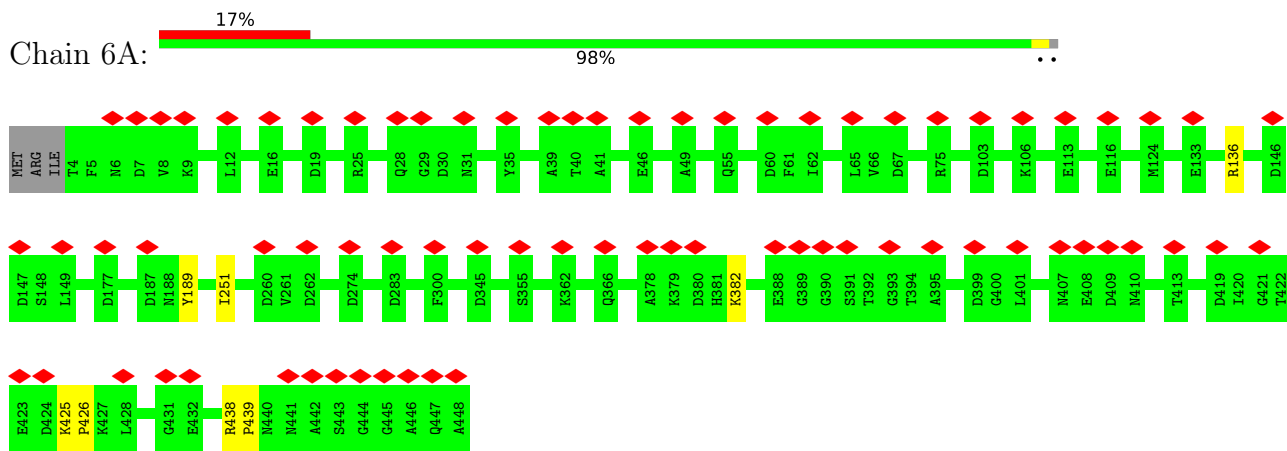 17%
Chain 6A:
98%
MET ARG ILE T4 F5 N6 D7 V8 K9 L12 E16 D19 R25 Q28 G29 D30 N31 Y35 A39 T40 A41 E46 A49 Q55 D60 F61 I62 L65 V66 D67 R75 D103 K106 E113 E116 M124 E133 R136 D146
D147 S148 L149 D177 D187 N188 Y189 I251 D260 V261 D262 D274 D283 F300 D345 S355 K362 Q366 A378 K379 D380 H381 K382 E388 G389 G390 S391 T392 G393 T394 A395 D399 G400 L401 N407 E408 D409 N410 T413 D419 I420 G421 T422
E423 D424 K425 P426 K427 L428 G431 E432 R438 P439 N440 N441 A442 S443 G444 G445 A446 Q447 A448